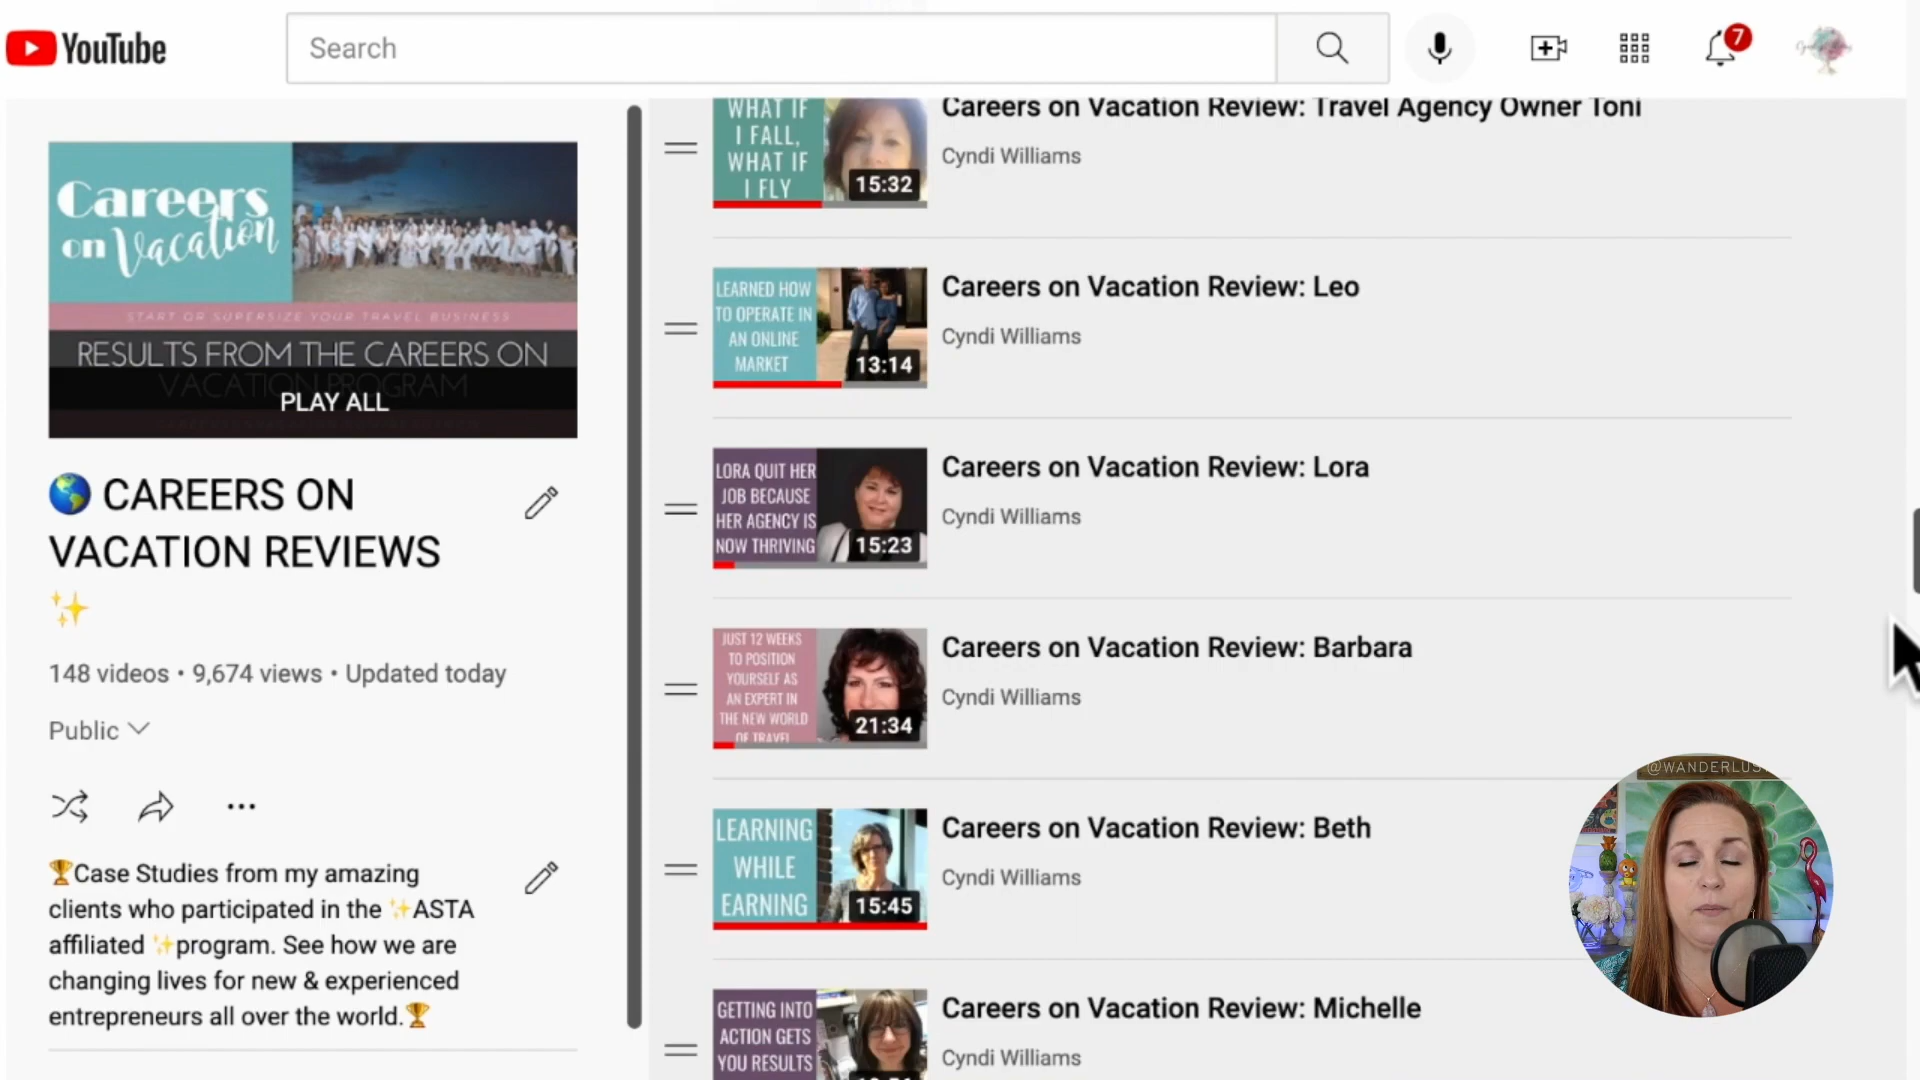 YouTube
Search
7
Careers
on Vacation
START OR SUPERSIZE YOUR TRAVEL BUSINESS
RESULTS FROM THE CAREERS ON
VACATION PROGRAM
PLAY ALL
🌎 CAREERS ON
VACATION REVIEWS
✨
148 videos • 9,674 views • Updated today
Public
🏆Case Studies from my amazing
clients who participated in the ✨ASTA
affiliated ✨program. See how we are
changing lives for new & experienced
entrepreneurs all over the world.🏆
WHAT IF
I FALL,
WHAT IF
I FLY
15:32
Careers on Vacation Review: Travel Agency Owner Toni
Cyndi Williams
LEARNED HOW
TO OPERATE IN
AN ONLINE
MARKET
13:14
Careers on Vacation Review: Leo
Cyndi Williams
LORA QUIT HER
JOB BECAUSE
HER AGENCY IS
NOW THRIVING
15:23
Careers on Vacation Review: Lora
Cyndi Williams
JUST 12 WEEKS
TO POSITION
YOURSELF AS
AN EXPERT IN
THE NEW WORLD
OF TRAVEL
21:34
Careers on Vacation Review: Barbara
Cyndi Williams
LEARNING
WHILE
EARNING
15:45
Careers on Vacation Review: Beth
Cyndi Williams
GETTING INTO
ACTION GETS
YOU RESULTS
Careers on Vacation Review: Michelle
Cyndi Williams
@WANDERLUS